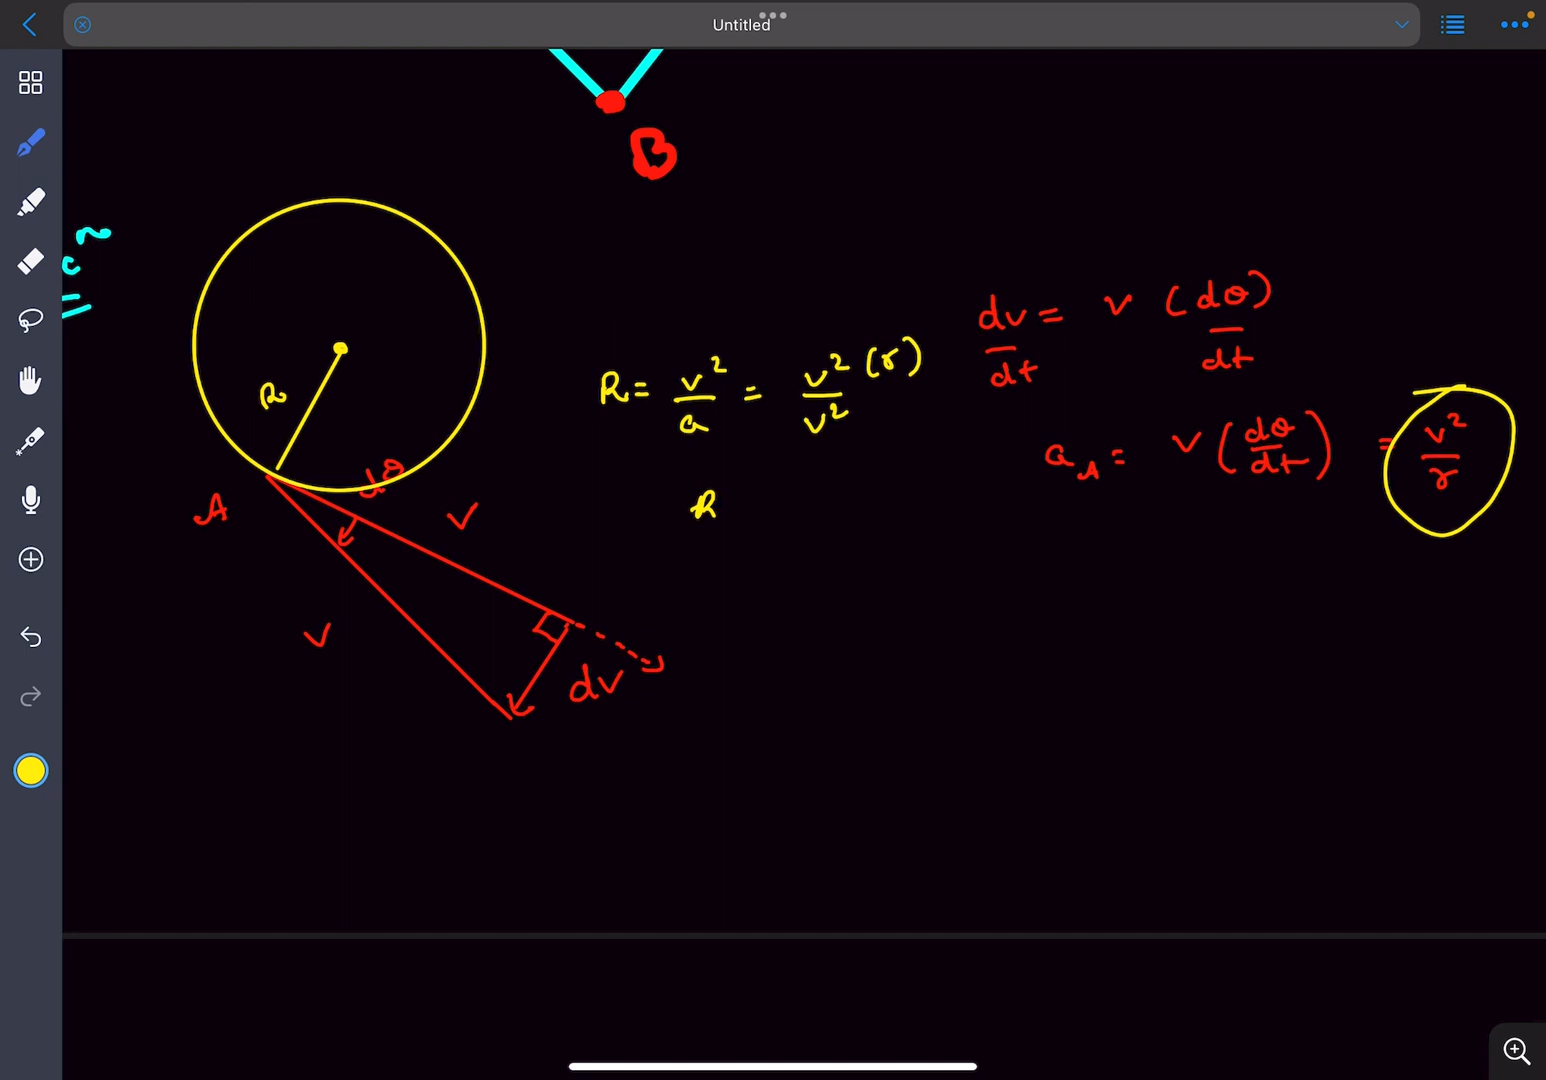 Untitled
B
R
R = v²/a = v²/v² (r)
R
dv/dt = v (dθ)/dt
a_A = v (dθ/dt) = v²/r
A
dθ
v
v
dv